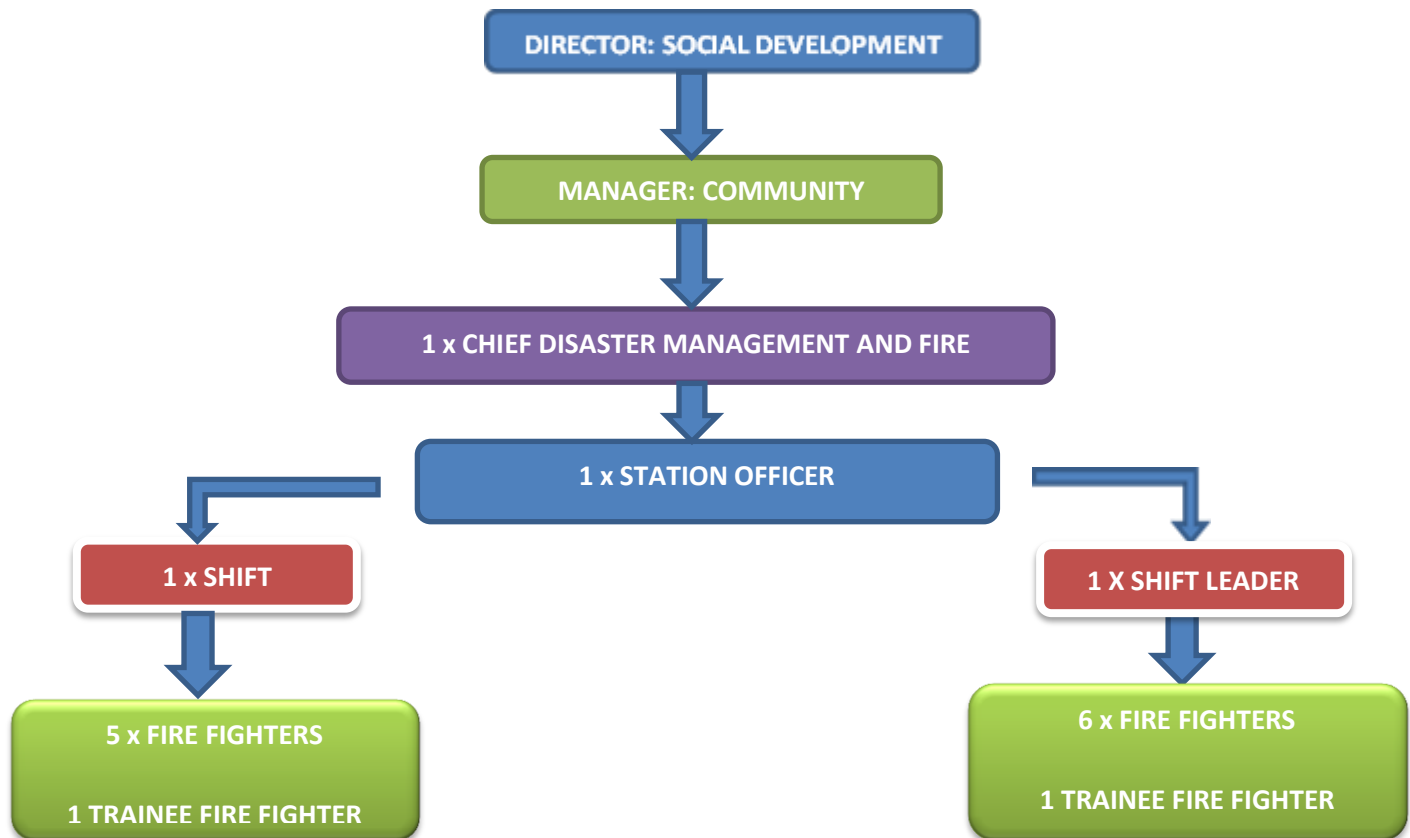 DIRECTOR: SOCIAL DEVELOPMENT
MANAGER: COMMUNITY
1 x CHIEF DISASTER MANAGEMENT AND FIRE
1 x STATION OFFICER
1 x SHIFT
1 X SHIFT LEADER
5 x FIRE FIGHTERS
1 TRAINEE FIRE FIGHTER
6 x FIRE FIGHTERS
1 TRAINEE FIRE FIGHTER